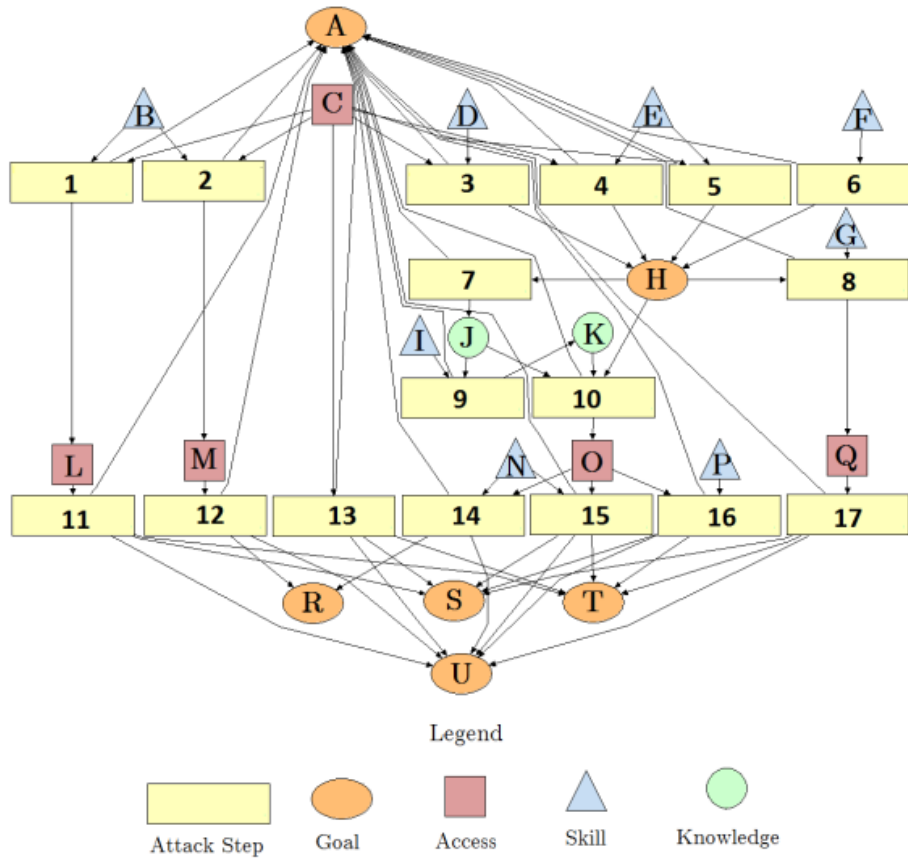 A
B
C
D
E
F
1
2
3
4
5
6
G
7
H
8
I
J
K
9
10
L
M
N
O
P
Q
11
12
13
14
15
16
17
R
S
T
U
Legend
Attack Step
Goal
Access
Skill
Knowledge